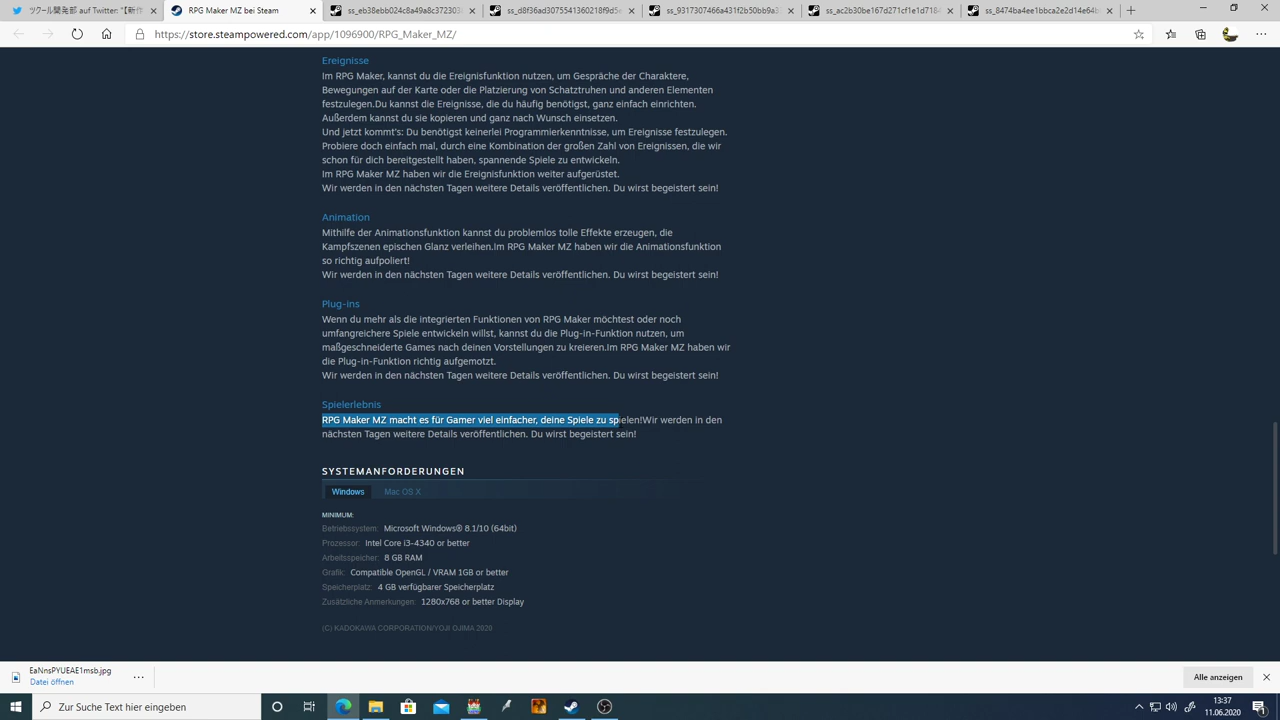 ツクール開発部 auf Twitter: "【新作
RPG Maker MZ bei Steam
ss_eb38ebb024c8a49a8c372303
ss_d8f36ad3075541360218f9d5e
ss_9317307466a431f2b50bb9a3
ss_ac2b30be167d271cf1e1d7184
ss_8474ba4ee1bbca2e2d14e64b
https://store.steampowered.com/app/1096900/RPG_Maker_MZ/
Ereignisse
Im RPG Maker, kannst du die Ereignisfunktion nutzen, um Gespräche der Charaktere,
Bewegungen auf der Karte oder die Platzierung von Schatztruhen und anderen Elementen
festzulegen.Du kannst die Ereignisse, die du häufig benötigst, ganz einfach einrichten.
Außerdem kannst du sie kopieren und ganz nach Wunsch einsetzen.
Und jetzt kommt's: Du benötigst keinerlei Programmierkenntnisse, um Ereignisse festzulegen.
Probiere doch einfach mal, durch eine Kombination der großen Zahl von Ereignissen, die wir
schon für dich bereitgestellt haben, spannende Spiele zu entwickeln.
Im RPG Maker MZ haben wir die Ereignisfunktion weiter aufgerüstet.
Wir werden in den nächsten Tagen weitere Details veröffentlichen. Du wirst begeistert sein!
Animation
Mithilfe der Animationsfunktion kannst du problemlos tolle Effekte erzeugen, die
Kampfszenen epischen Glanz verleihen.Im RPG Maker MZ haben wir die Animationsfunktion
so richtig aufpoliert!
Wir werden in den nächsten Tagen weitere Details veröffentlichen. Du wirst begeistert sein!
Plug-ins
Wenn du mehr als die integrierten Funktionen von RPG Maker möchtest oder noch
umfangreichere Spiele entwickeln willst, kannst du die Plug-in-Funktion nutzen, um
maßgeschneiderte Games nach deinen Vorstellungen zu kreieren.Im RPG Maker MZ haben wir
die Plug-in-Funktion richtig aufgemotzt.
Wir werden in den nächsten Tagen weitere Details veröffentlichen. Du wirst begeistert sein!
Spielerlebnis
RPG Maker MZ macht es für Gamer viel einfacher, deine Spiele zu spielen!Wir werden in den
nächsten Tagen weitere Details veröffentlichen. Du wirst begeistert sein!
SYSTEMANFORDERUNGEN
Windows Mac OS X
MINIMUM:
Betriebssystem: Microsoft Windows® 8.1/10 (64bit)
Prozessor: Intel Core i3-4340 or better
Arbeitsspeicher: 8 GB RAM
Grafik: Compatible OpenGL / VRAM 1GB or better
Speicherplatz: 4 GB verfügbarer Speicherplatz
Zusätzliche Anmerkungen: 1280x768 or better Display
(C) KADOKAWA CORPORATION/YOJI OJIMA 2020
EaNnsPYUEAE1msb.jpg
Datei öffnen
Alle anzeigen
Zur Suche Text hier eingeben
13:37
11.06.2020